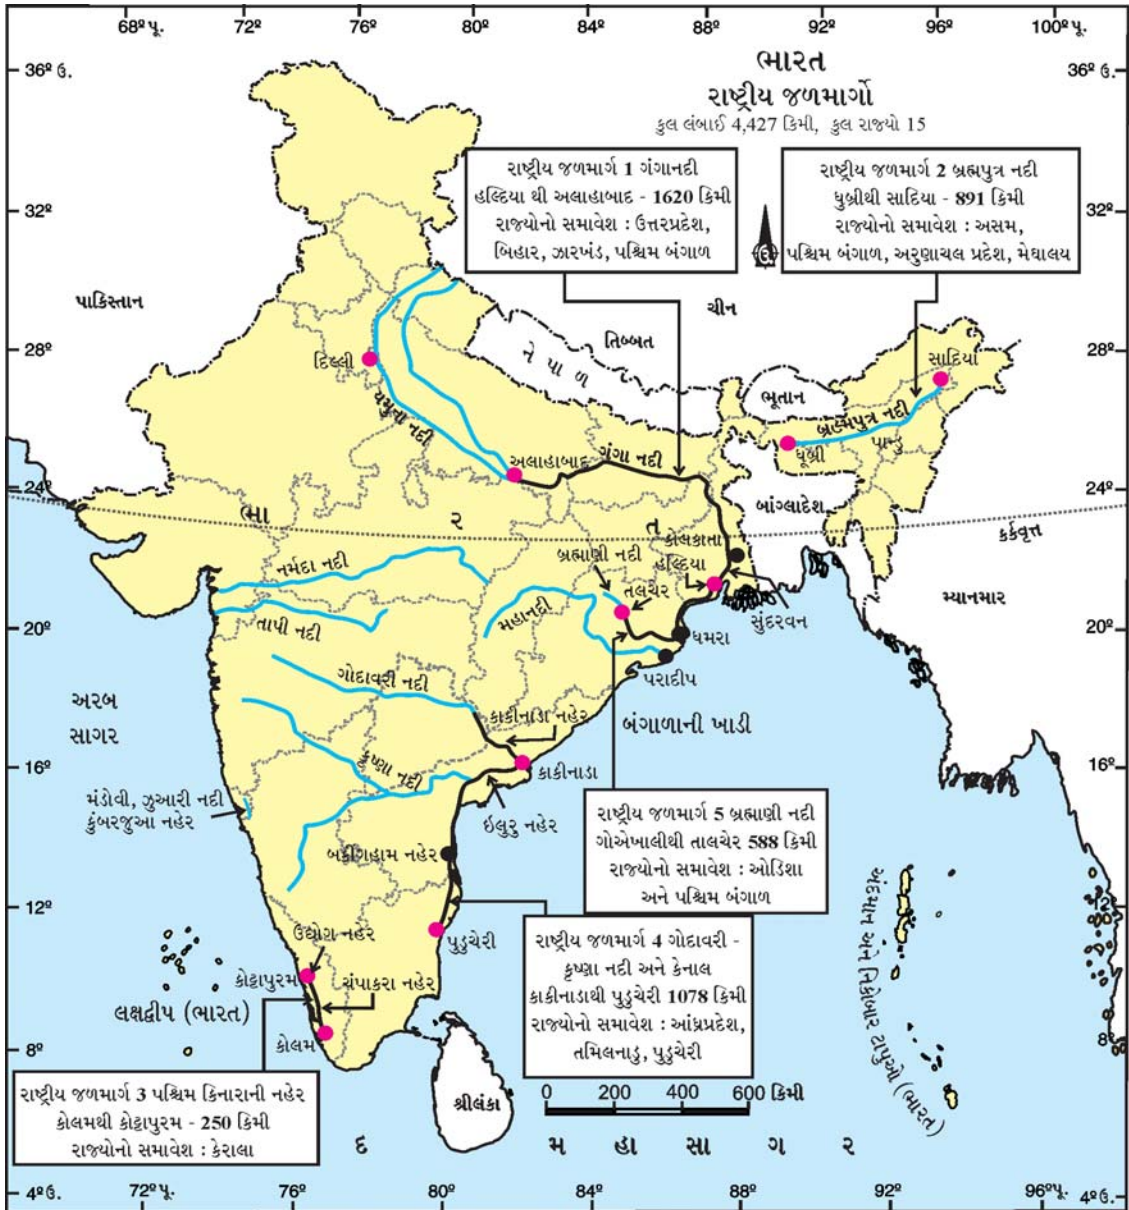 68º પૂ.
72º
76º
80º
84º
88º
92º
96º
100º પૂ.
36º ઉ.
36º ઉ.
ભારત
રાષ્ટ્રીય જળમાર્ગો
કુલ લંબાઈ 4,427 કિમી, કુલ રાજ્યો 15
રાષ્ટ્રીય જળમાર્ગ 1 ગંગાનદી
હલ્દિયા થી અલાહાબાદ - 1620 કિમી
રાજ્યોનો સમાવેશ : ઉત્તરપ્રદેશ,
બિહાર, ઝારખંડ, પશ્ચિમ બંગાળ
રાષ્ટ્રીય જળમાર્ગ 2 બ્રહ્મપુત્ર નદી
ધુબ્રીથી સાદિયા - 891 કિમી
રાજ્યોનો સમાવેશ : અસમ,
પશ્ચિમ બંગાળ, અરુણાચલ પ્રદેશ, મેઘાલય
ઉ
32º
32º
પાકિસ્તાન
ચીન
તિબ્બત
ને પા ળ
28º
28º
દિલ્લી
સાદિયા
ભૂતાન
યમુના નદી
બ્રહ્મપુત્ર નદી
પાન્ડુ
ધૂબ્રી
અલાહાબાદ
ગંગા નદી
24º
24º
બાંગ્લાદેશ
ભા ર ત
કર્કવૃત્ત
કોલકાતા
બ્રહ્માણી નદી
હલ્દિયા
નર્મદા નદી
તલચેર
મ્યાનમાર
મહાનદી
તાપી નદી
સુંદરવન
20º
20º
ધમરા
ગોદાવરી નદી
પરાદીપ
અરબ
સાગર
કાકીનાડા નહેર
બંગાળાની ખાડી
16º
16º
કાકીનાડા
કૃષ્ણા નદી
મંડોવી, ઝુઆરી નદી
કુંબરજુઆ નહેર
ઇલુરુ નહેર
રાષ્ટ્રીય જળમાર્ગ 5 બ્રહ્માણી નદી
ગોએખાલીથી તાલચેર 588 કિમી
રાજ્યોનો સમાવેશ : ઓડિશા
અને પશ્ચિમ બંગાળ
બકીંગહામ નહેર
અંદમાન અને નિકોબાર ટાપુઓ (ભારત)
12º
12
ઉદ્યોગ નહેર
પુડુચેરી
રાષ્ટ્રીય જળમાર્ગ 4 ગોદાવરી -
કૃષ્ણા નદી અને કેનાલ
કાકીનાડાથી પુડુચેરી 1078 કિમી
રાજ્યોનો સમાવેશ : આંધ્રપ્રદેશ,
તમિલનાડુ, પુડુચેરી
કોટ્ટાપુરમ
ચંપાકરા નહેર
લક્ષદ્વીપ (ભારત)
કોલમ
8º
8º
રાષ્ટ્રીય જળમાર્ગ 3 પશ્ચિમ કિનારાની નહેર
કોલમથી કોટ્ટાપુરમ - 250 કિમી
રાજ્યોનો સમાવેશ : કેરાલા
શ્રીલંકા
0 200 400 600 કિમી
દ મ હા સા ગ ર
4º ઉ.
72º પૂ.
76º
80º
84º
88º
92º
96º પૂ.
4º ઉ.